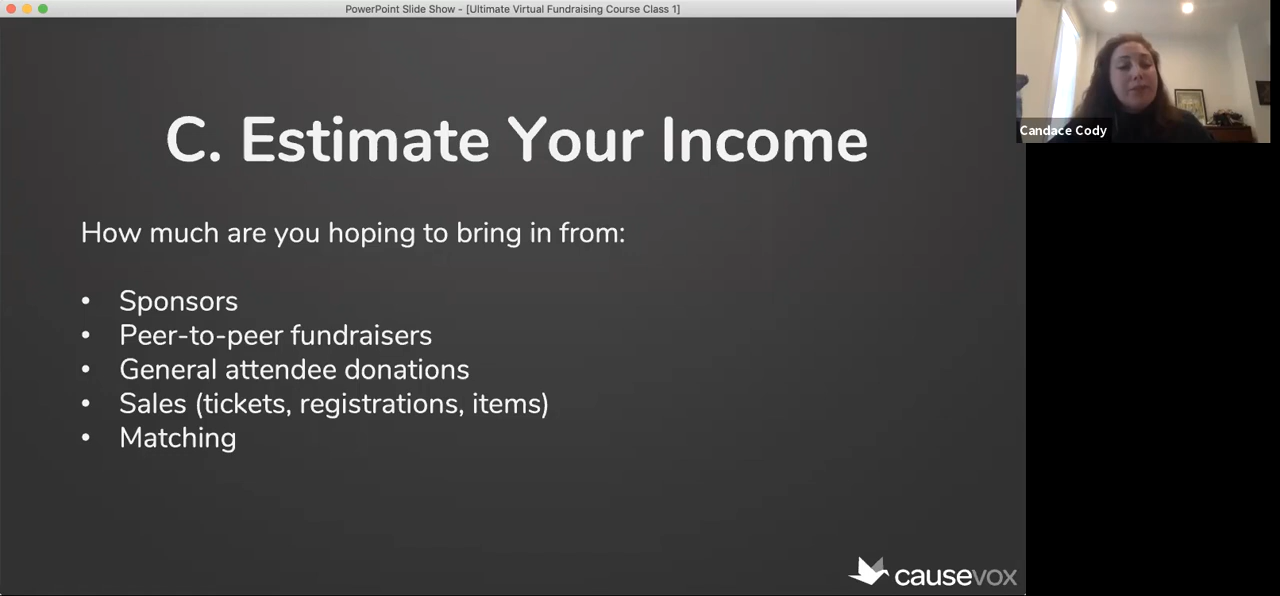 PowerPoint Slide Show - [Ultimate Virtual Fundraising Course Class 1]
C. Estimate Your Income
How much are you hoping to bring in from:
• Sponsors
• Peer-to-peer fundraisers
• General attendee donations
• Sales (tickets, registrations, items)
• Matching
causevox
Candace Cody